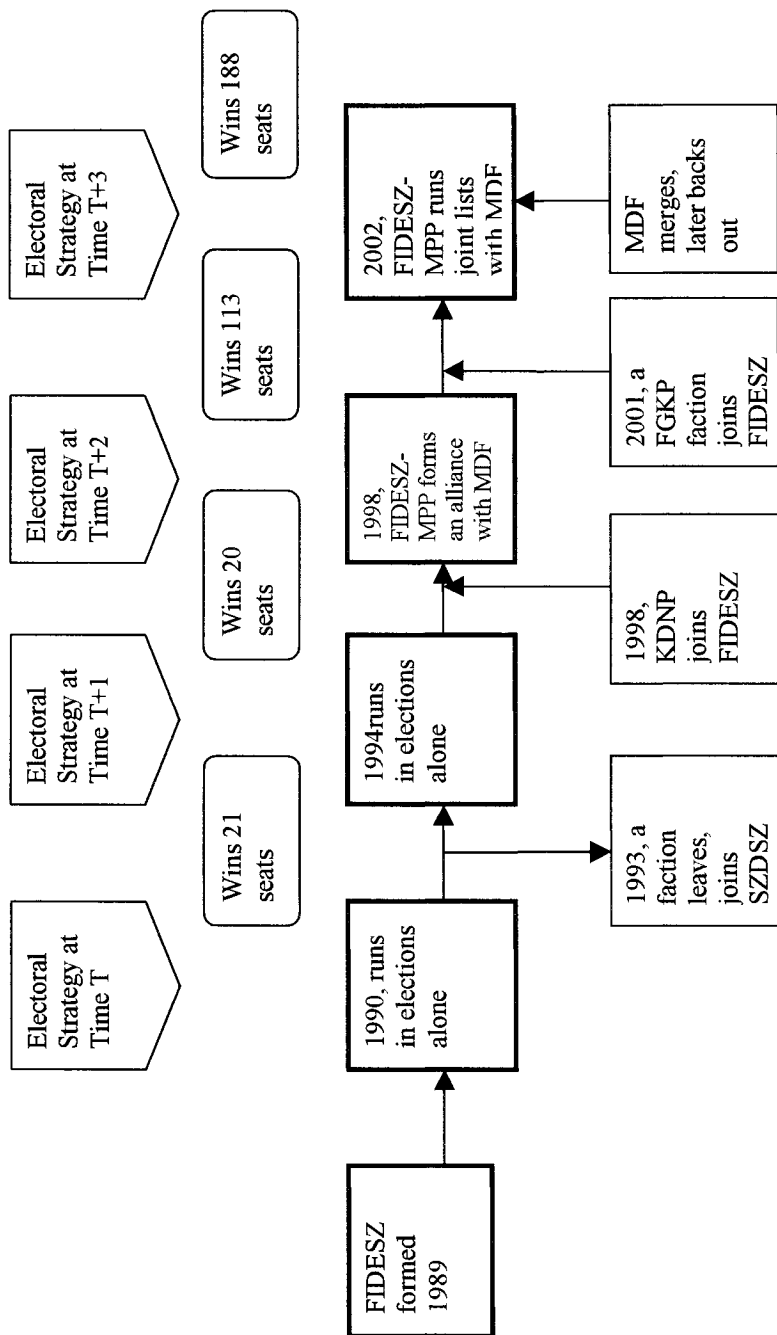 Electoral
Strategy at
Time T
Electoral
Strategy at
Time T+1
Electoral
Strategy at
Time T+2
Electoral
Strategy at
Time T+3
Wins 21
seats
Wins 20
seats
Wins 113
seats
Wins 188
seats
FIDESZ
formed
1989
1990, runs
in elections
alone
1994runs
in elections
alone
1998,
FIDESZ-
MPP forms
an alliance
with MDF
2002,
FIDESZ-
MPP runs
joint lists
with MDF
1993, a
faction
leaves,
joins
SZDSZ
1998,
KDNP
joins
FIDESZ
2001, a
FGKP
faction
joins
FIDESZ
MDF
merges,
later backs
out